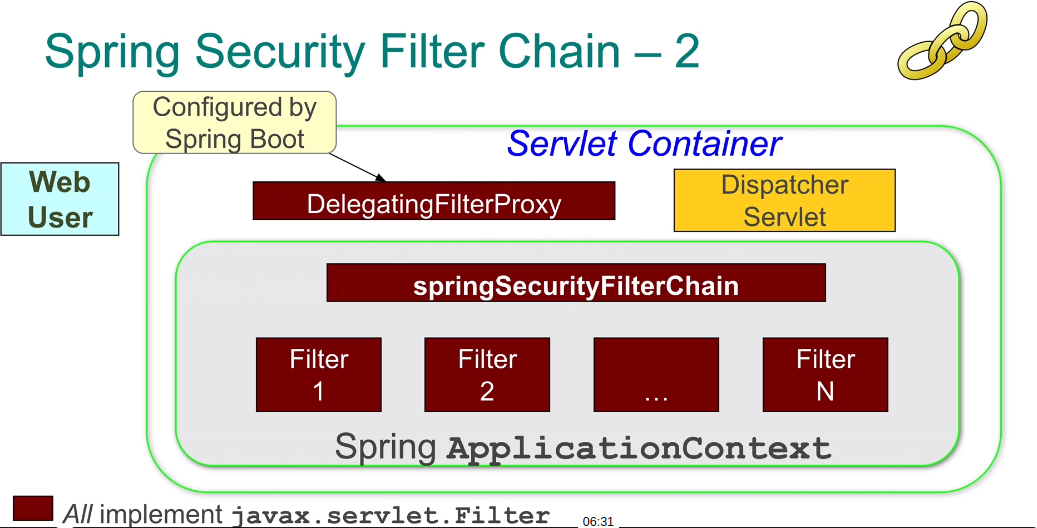 Spring Security Filter Chain – 2
Configured by
Spring Boot
Servlet Container
Web
User
DelegatingFilterProxy
Dispatcher
Servlet
springSecurityFilterChain
Filter
1
Filter
2
…
Filter
N
Spring ApplicationContext
All implement javax.servlet.Filter
06:31